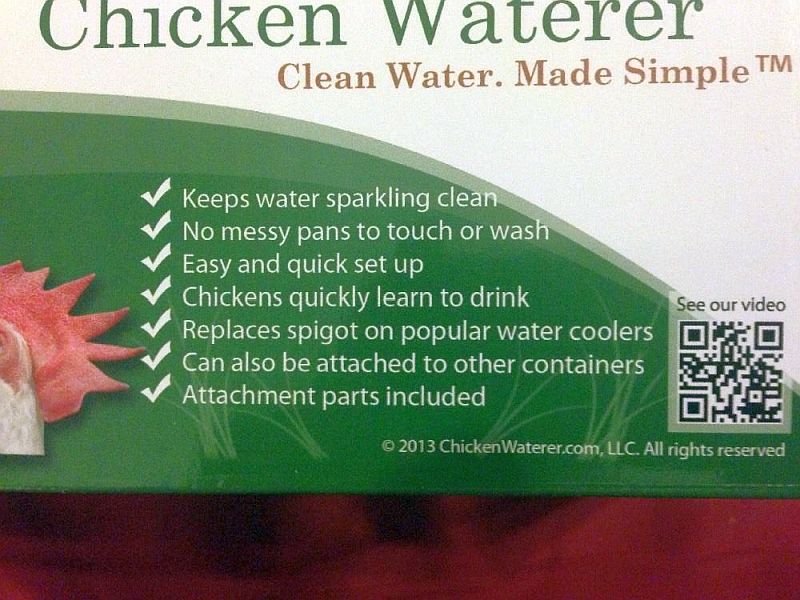 Chicken Waterer
Clean Water. Made Simple™
Keeps water sparkling clean
No messy pans to touch or wash
Easy and quick set up
Chickens quickly learn to drink
Replaces spigot on popular water coolers
Can also be attached to other containers
Attachment parts included
See our video
© 2013 ChickenWaterer.com, LLC. All rights reserved